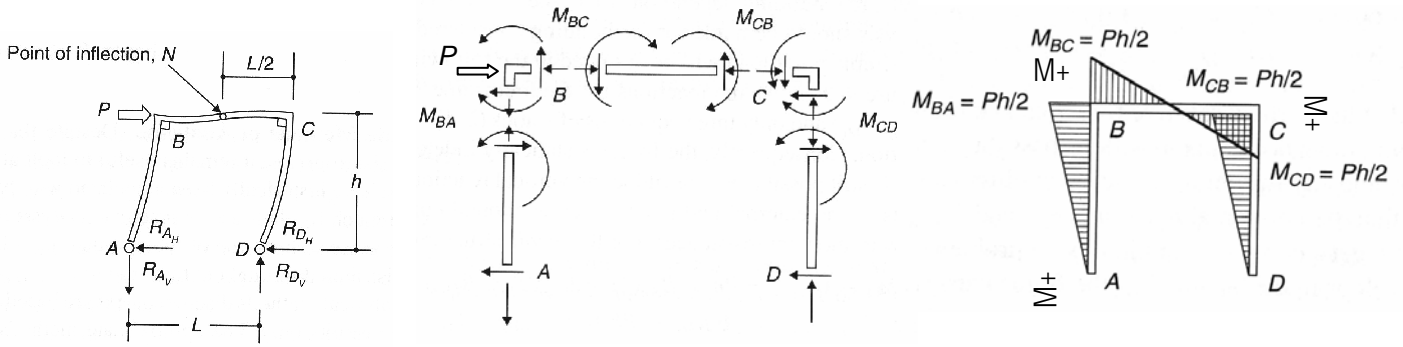 Point of inflection, N
L/2
P
B
C
h
A
R_{A_H}
D
R_{D_H}
R_{A_V}
R_{D_V}
L
M_{BC}
M_{CB}
P
B
C
M_{BA}
M_{CD}
A
D
M_{BC} = Ph/2
M+
M_{CB} = Ph/2
M_{BA} = Ph/2
M+
B
C
M_{CD} = Ph/2
M+
A
D